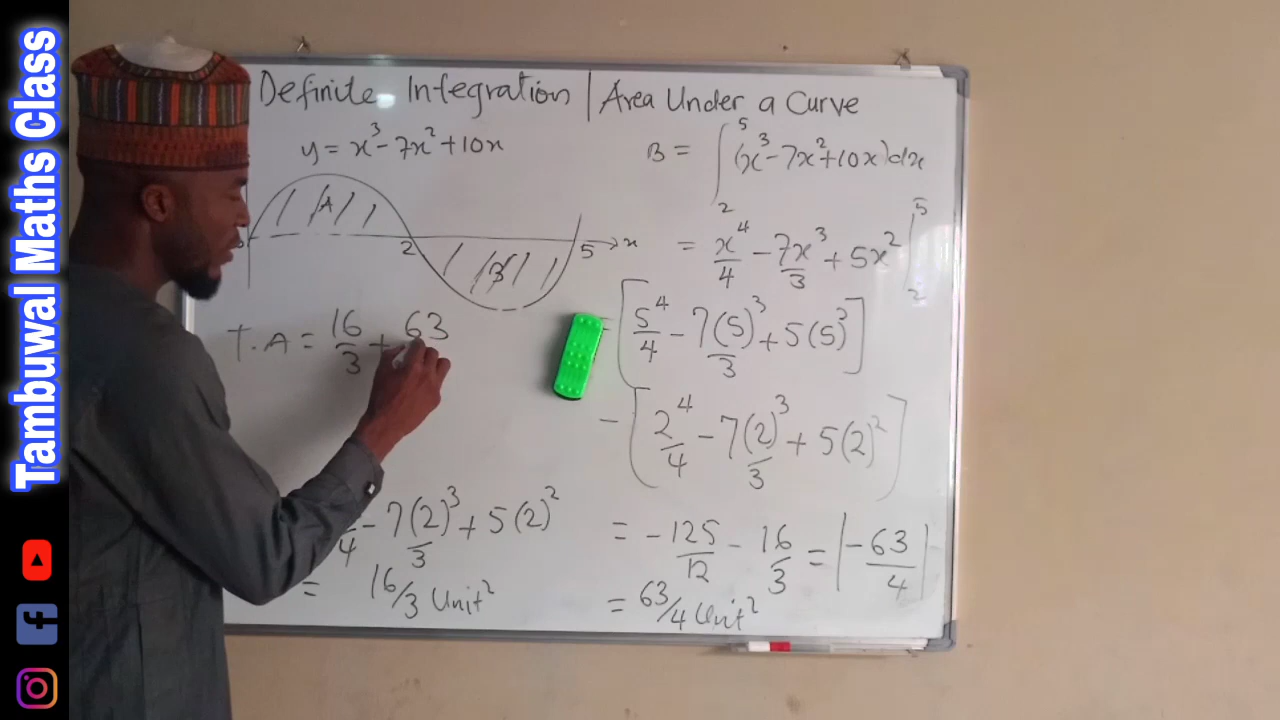 Tambuwal Maths Class
Definite Integration | Area Under a Curve
y = x³ - 7x² + 10x
A
2
B
5
x
T.A = 16/3 + 63
/4 - 7(2)³/3 + 5(2)²
= 16/3 Unit²
B = ∫₂⁵ (x³ - 7x² + 10x)dx
= x⁴/4 - 7x³/3 + 5x² |₂⁵
= [5⁴/4 - 7(5)³/3 + 5(5)³]
- [2⁴/4 - 7(2)³/3 + 5(2)²]
= -125/12 - 16/3 = |-63/4|
= 63/4 Unit²